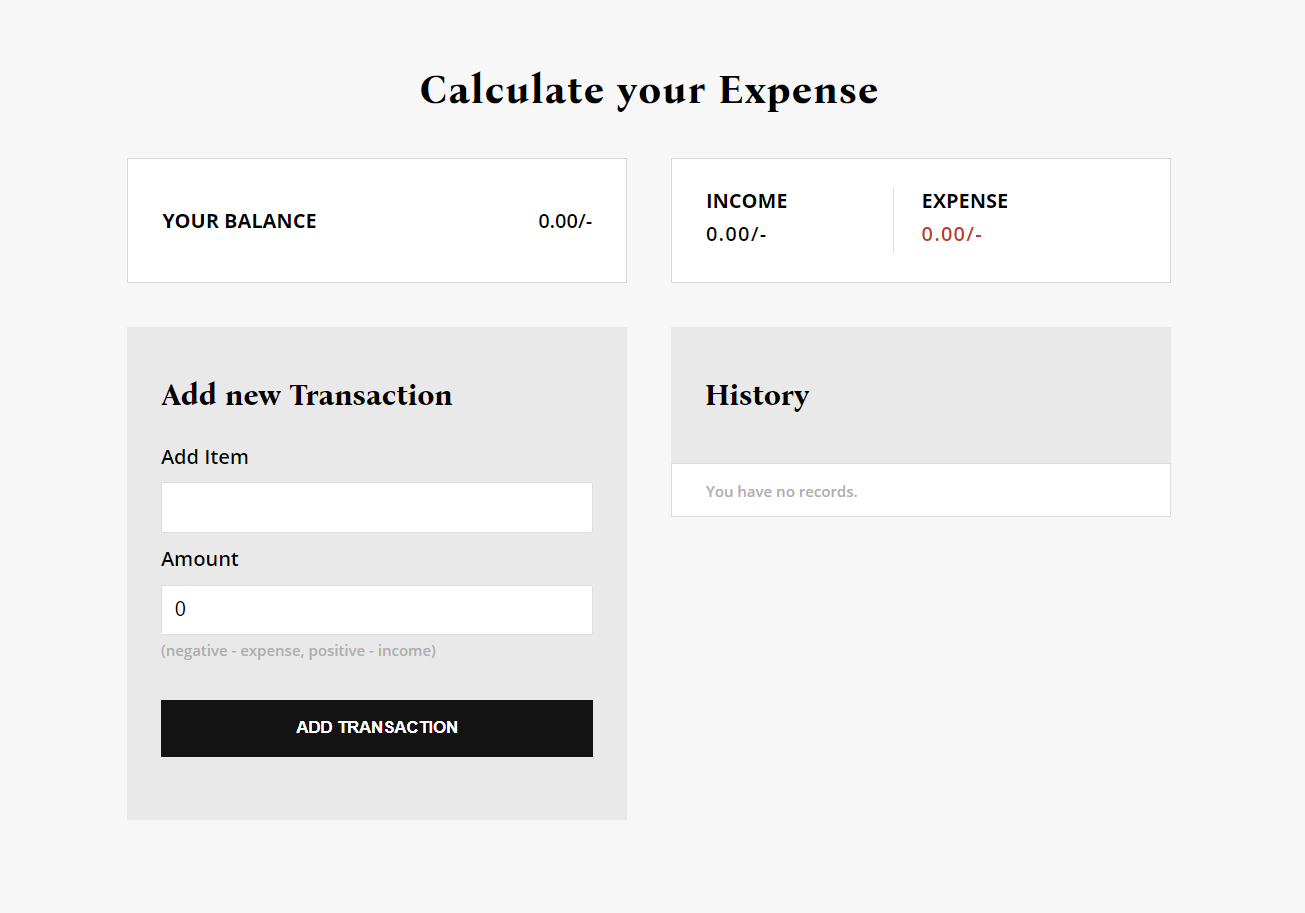 Calculate your Expense
YOUR BALANCE 0.00/-
INCOME
0.00/-
EXPENSE
0.00/-
Add new Transaction
Add Item
Amount
0
(negative - expense, positive - income)
ADD TRANSACTION
History
You have no records.